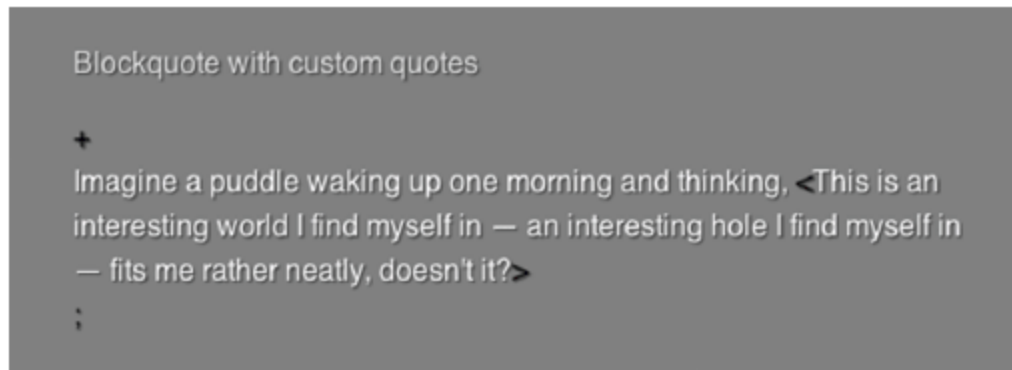 Blockquote with custom quotes
+
Imagine a puddle waking up one morning and thinking, <This is an
interesting world I find myself in — an interesting hole I find myself in
— fits me rather neatly, doesn't it?>
;